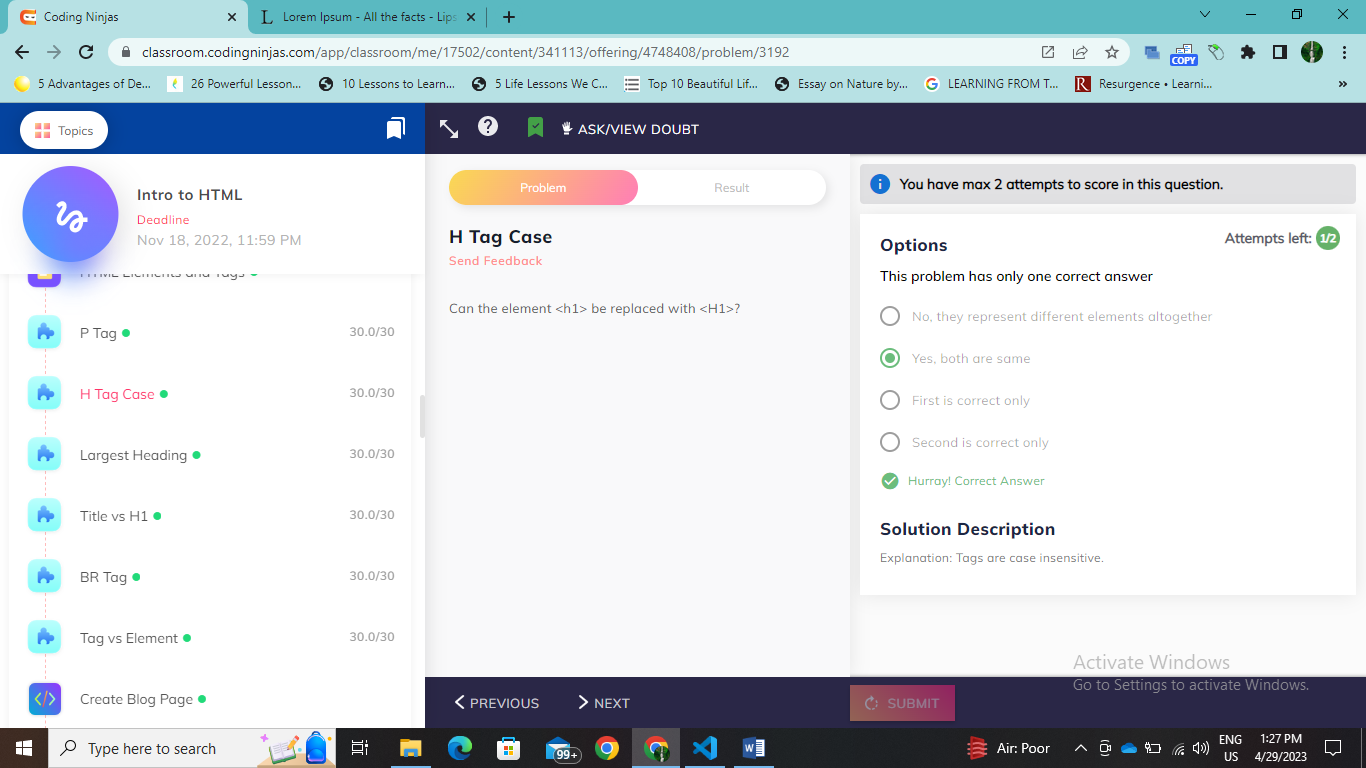 Coding Ninjas
Lorem Ipsum - All the facts - Lips
classroom.codingninjas.com/app/classroom/me/17502/content/341113/offering/4748408/problem/3192
COPY
5 Advantages of De...
26 Powerful Lesson...
10 Lessons to Learn...
5 Life Lessons We C...
Top 10 Beautiful Lif...
Essay on Nature by...
LEARNING FROM T...
Resurgence • Learni...
»
Topics
ASK/VIEW DOUBT
Intro to HTML
Deadline
Nov 18, 2022, 11:59 PM
HTML Elements and Tags
P Tag 30.0/30
H Tag Case 30.0/30
Largest Heading 30.0/30
Title vs H1 30.0/30
BR Tag 30.0/30
Tag vs Element 30.0/30
Create Blog Page
Problem
Result
H Tag Case
Send Feedback
Can the element <h1> be replaced with <H1>?
You have max 2 attempts to score in this question.
Options
Attempts left: 1/2
This problem has only one correct answer
No, they represent different elements altogether
Yes, both are same
First is correct only
Second is correct only
Hurray! Correct Answer
Solution Description
Explanation: Tags are case insensitive.
Activate Windows
Go to Settings to activate Windows.
PREVIOUS
NEXT
SUBMIT
Type here to search
99+
Air: Poor
ENG
US
1:27 PM
4/29/2023